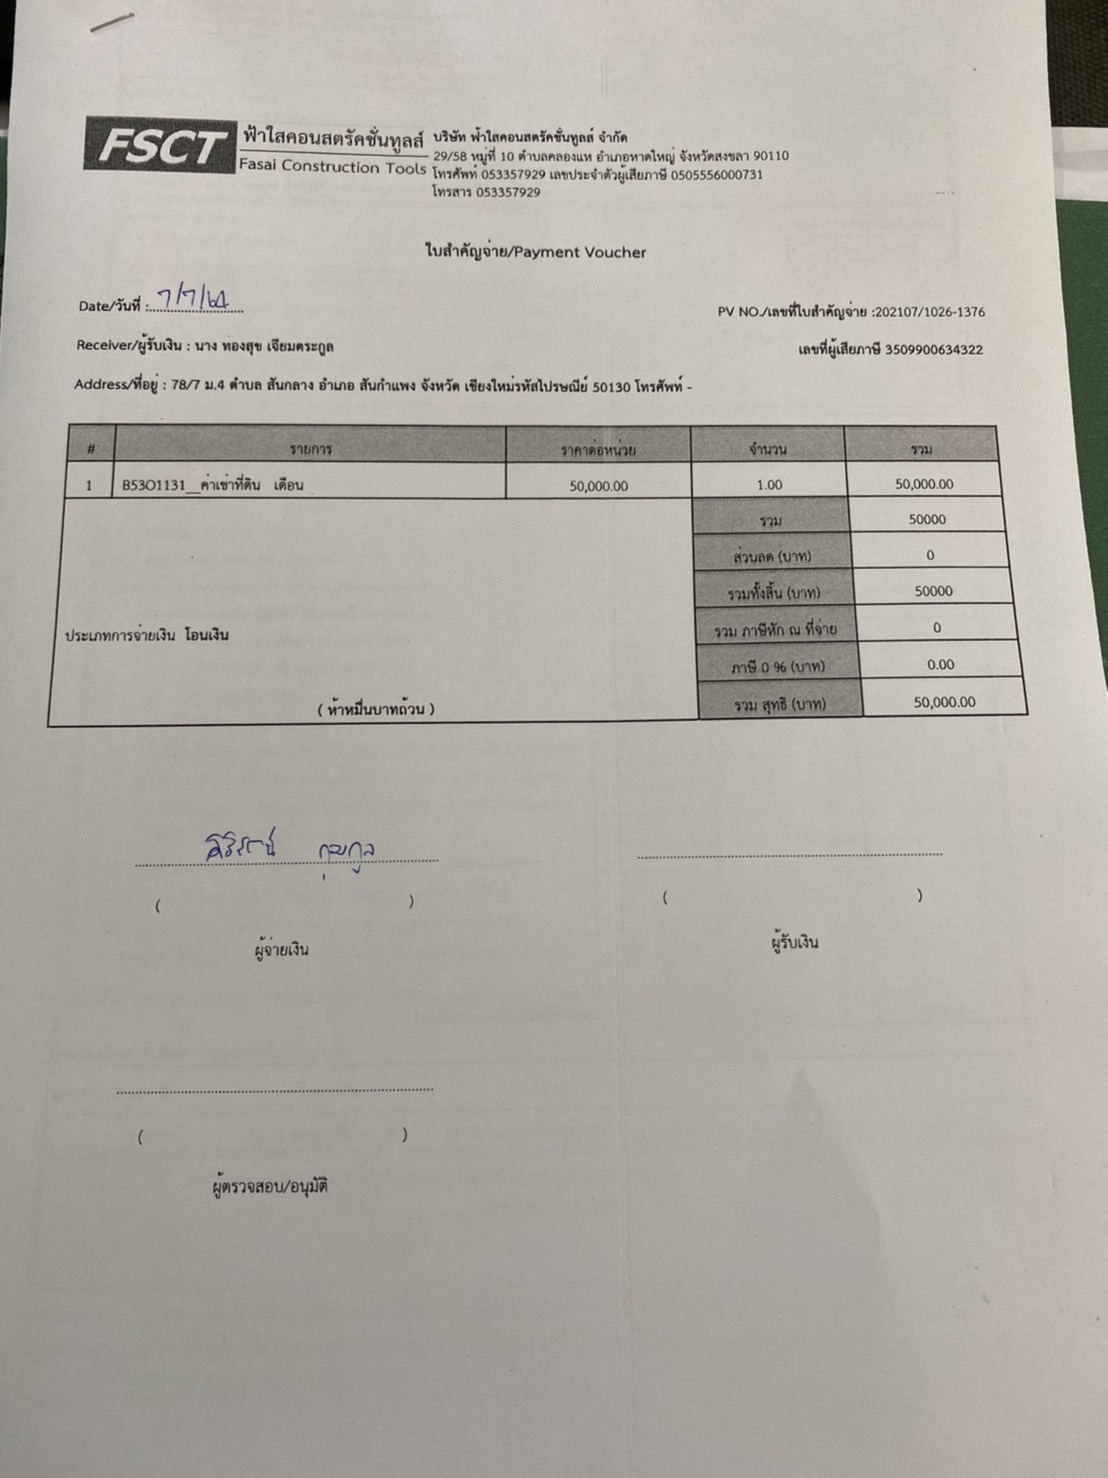 FSCT ฟ้าใสคอนสตรัคชั่นทูลส์
Fasai Construction Tools
บริษัท ฟ้าใสคอนสตรัคชั่นทูลส์ จำกัด
29/58 หมู่ที่ 10 ตำบลคลองแห อำเภอหาดใหญ่ จังหวัดสงขลา 90110
โทรศัพท์ 053357929 เลขประจำตัวผู้เสียภาษี 0505556000731
โทรสาร 053357929
ใบสำคัญจ่าย/Payment Voucher
Date/วันที่ : 7/7/64
PV NO./เลขที่ใบสำคัญจ่าย :202107/1026-1376
Receiver/ผู้รับเงิน : นาง ทองสุข เจียมตระกูล เลขที่ผู้เสียภาษี 3509900634322
Address/ที่อยู่ : 78/7 ม.4 ตำบล สันกลาง อำเภอ สันกำแพง จังหวัด เชียงใหม่รหัสไปรษณีย์ 50130 โทรศัพท์ -
# รายการ ราคาต่อหน่วย จำนวน รวม
1 B5301131__ค่าเช่าที่ดิน เดือน 50,000.00 1.00 50,000.00
รวม 50000
ส่วนลด (บาท) 0
รวมทั้งสิ้น (บาท) 50000
ประเภทการจ่ายเงิน โอนเงิน รวม ภาษีหัก ณ ที่จ่าย 0
ภาษี 0 % (บาท) 0.00
( ห้าหมื่นบาทถ้วน ) รวม สุทธิ (บาท) 50,000.00
( ) ( )
ผู้จ่ายเงิน ผู้รับเงิน
( )
ผู้ตรวจสอบ/อนุมัติ